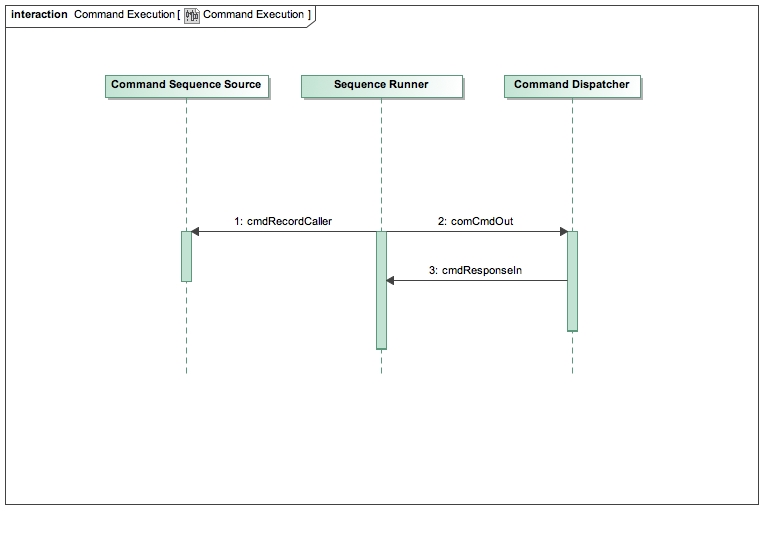 interaction Command Execution [ Command Execution ]
Command Sequence Source
Sequence Runner
Command Dispatcher
1: cmdRecordCaller
2: comCmdOut
3: cmdResponseIn